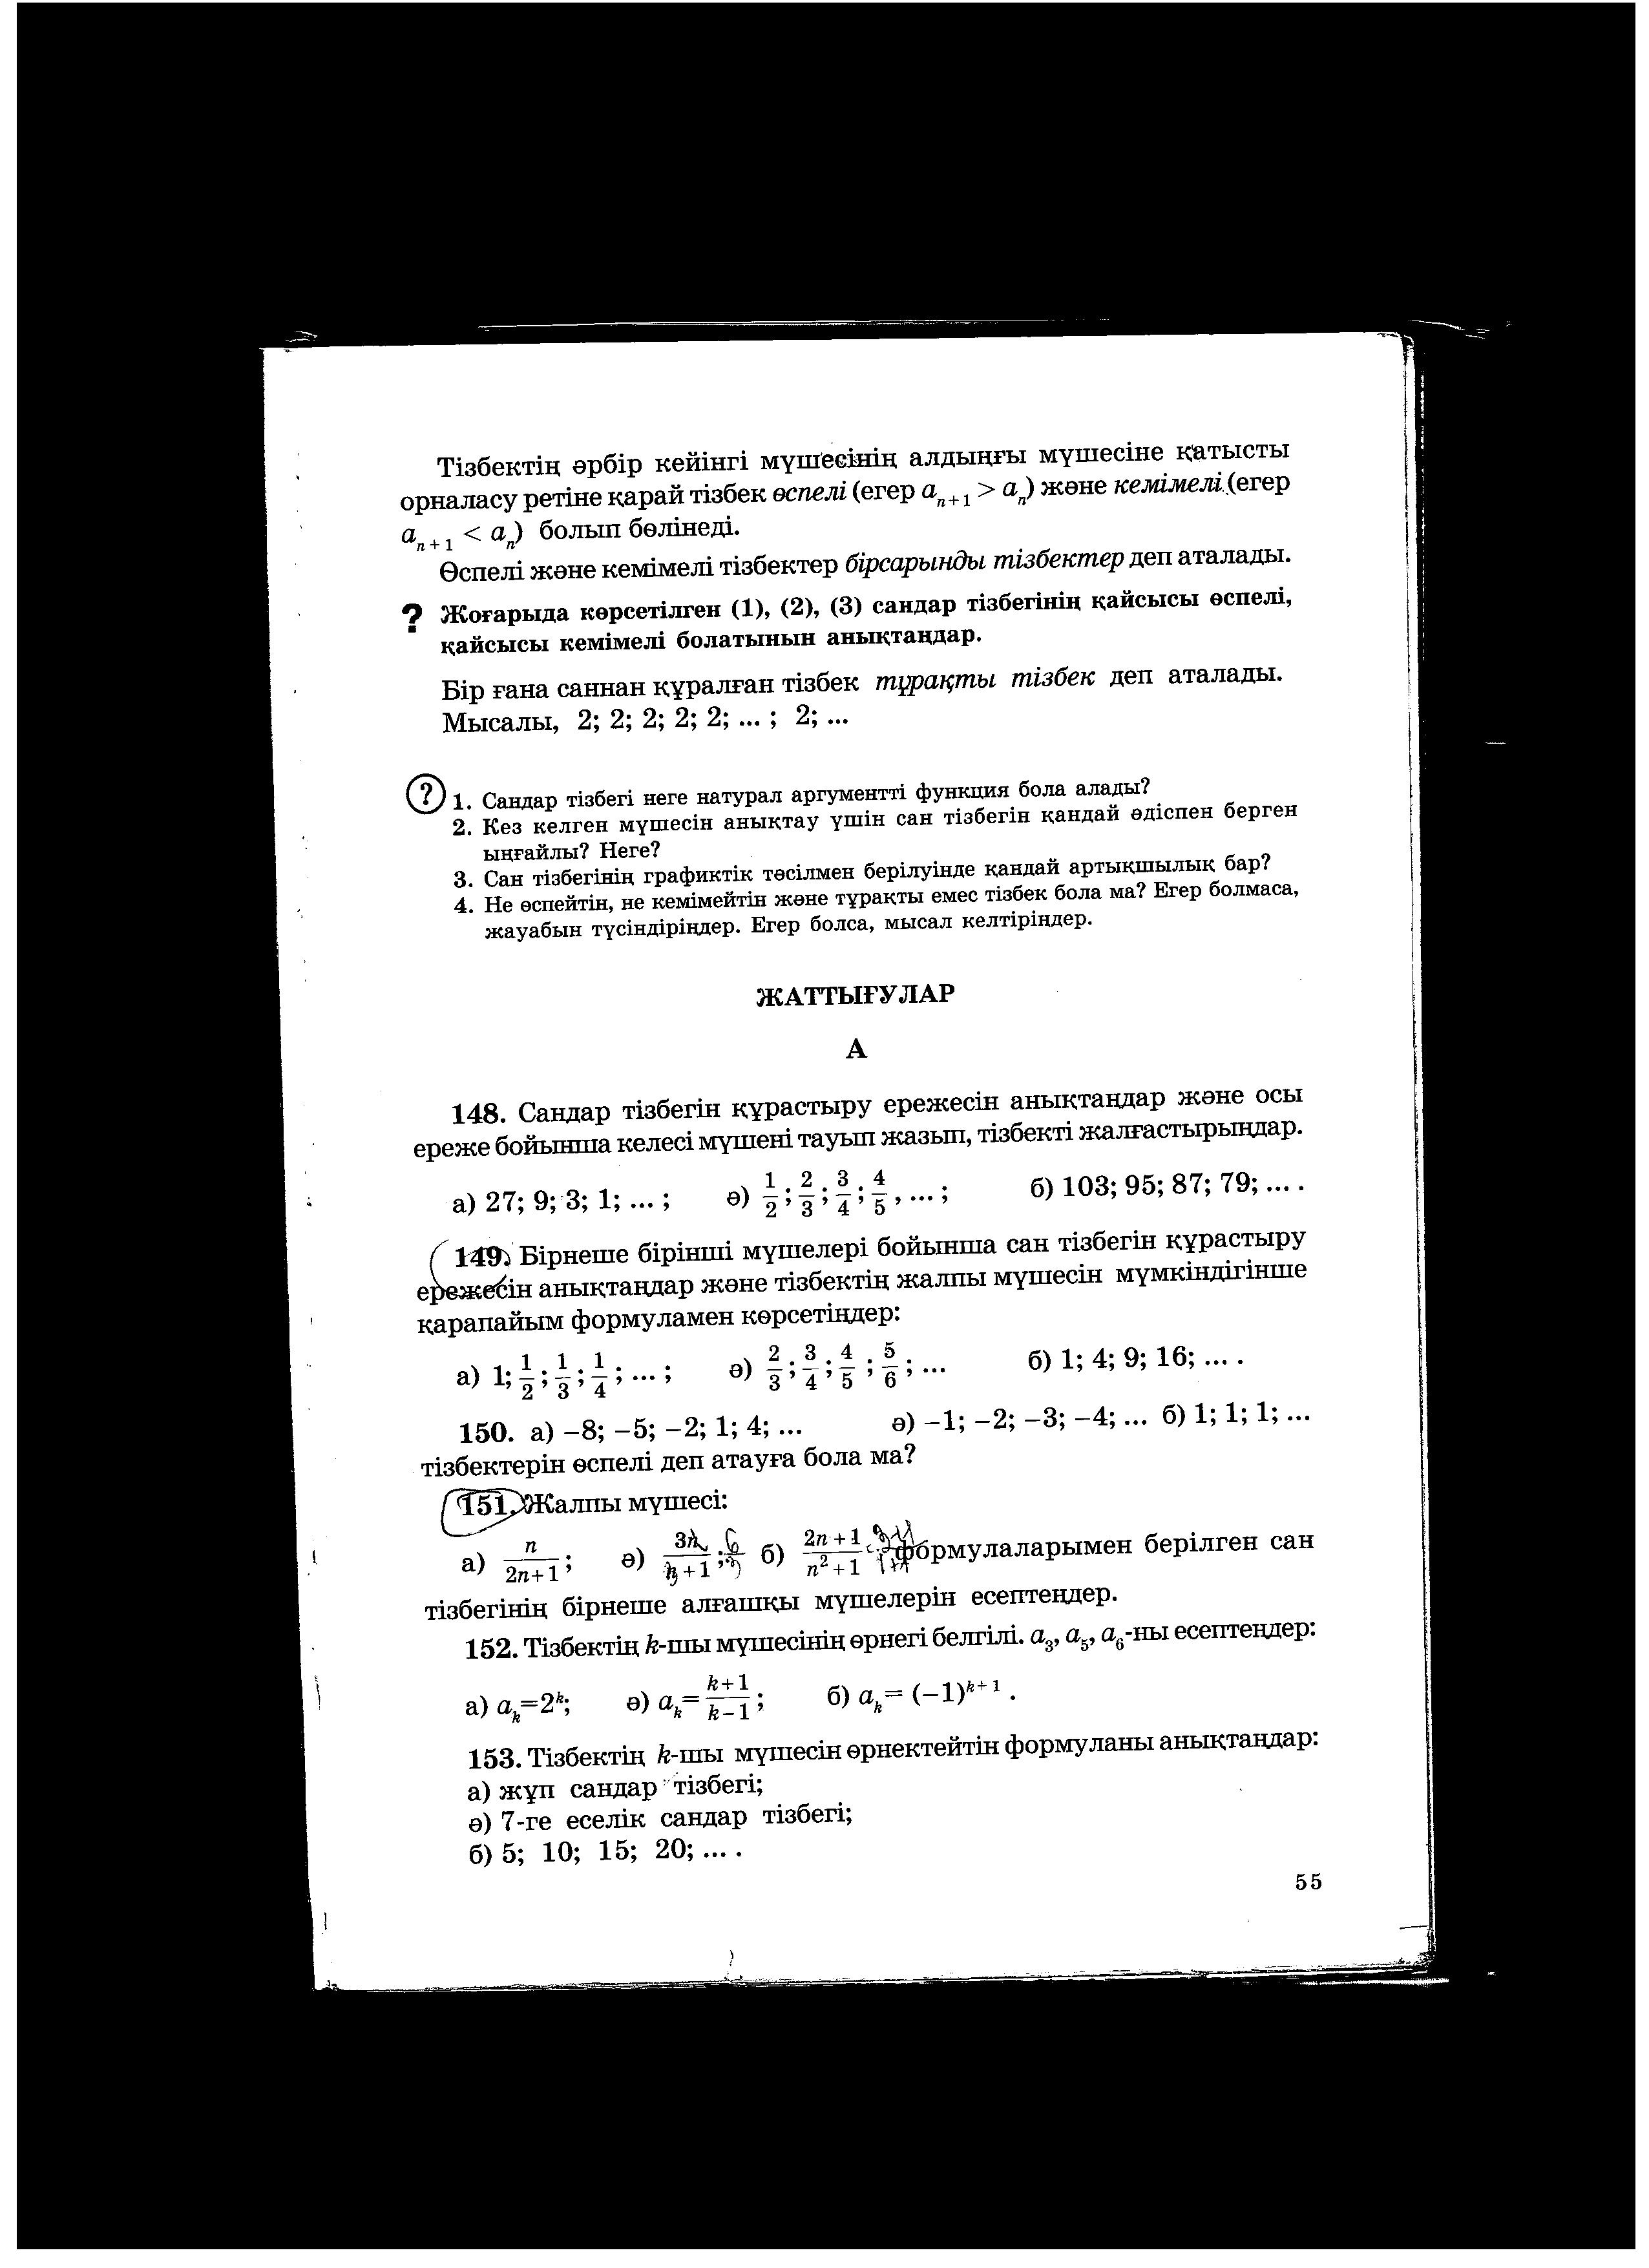 Тізбектің әрбір кейінгі мүшесінің алдыңғы мүшесіне қатысты
орналасу ретіне қарай тізбек өспелі (егер aₙ₊₁ > aₙ) және кемімелі (егер
aₙ₊₁ < aₙ) болып бөлінеді.
Өспелі және кемімелі тізбектер бірсарынды тізбектер деп аталады.
? Жоғарыда көрсетілген (1), (2), (3) сандар тізбегінің қайсысы өспелі,
қайсысы кемімелі болатынын анықтаңдар.
Бір ғана саннан құралған тізбек тұрақты тізбек деп аталады.
Мысалы, 2; 2; 2; 2; 2; ... ; 2; ...
? 1. Сандар тізбегі неге натурал аргументті функция бола алады?
2. Кез келген мүшесін анықтау үшін сан тізбегін қандай әдіспен берген
ыңғайлы? Неге?
3. Сан тізбегінің графиктік тәсілмен берілуінде қандай артықшылық бар?
4. Не өспейтін, не кемімейтін және тұрақты емес тізбек бола ма? Егер болмаса,
жауабын түсіндіріңдер. Егер болса, мысал келтіріңдер.
ЖАТТЫҒУЛАР
А
148. Сандар тізбегін құрастыру ережесін анықтаңдар және осы
ереже бойынша келесі мүшені тауып жазып, тізбекті жалғастырыңдар.
а) 27; 9; 3; 1; ... ; ә) 1/2; 2/3; 3/4; 4/5, ... ; б) 103; 95; 87; 79; ... .
149. Бірнеше бірінші мүшелері бойынша сан тізбегін құрастыру
ережесін анықтаңдар және тізбектің жалпы мүшесін мүмкіндігінше
қарапайым формуламен көрсетіңдер:
а) 1; 1/2; 1/3; 1/4; ... ; ә) 2/3; 3/4; 4/5; 5/6; ... б) 1; 4; 9; 16; ... .
150. а) –8; –5; –2; 1; 4; ... ә) –1; –2; –3; –4; ... б) 1; 1; 1; ...
тізбектерін өспелі деп атауға бола ма?
151. Жалпы мүшесі:
а) n/(2n+1); ә) 3n/(n+1); б) (2n+1)/(n²+1) формулаларымен берілген сан
тізбегінің бірнеше алғашқы мүшелерін есептеңдер.
152. Тізбектің k-шы мүшесінің өрнегі белгілі. a₃, a₅, a₆-ны есептеңдер:
а) aₖ=2ᵏ; ә) aₖ=(k+1)/(k–1); б) aₖ= (–1)ᵏ⁺¹ .
153. Тізбектің k-шы мүшесін өрнектейтін формуланы анықтаңдар:
а) жұп сандар тізбегі;
ә) 7-ге еселік сандар тізбегі;
б) 5; 10; 15; 20; ... .
55